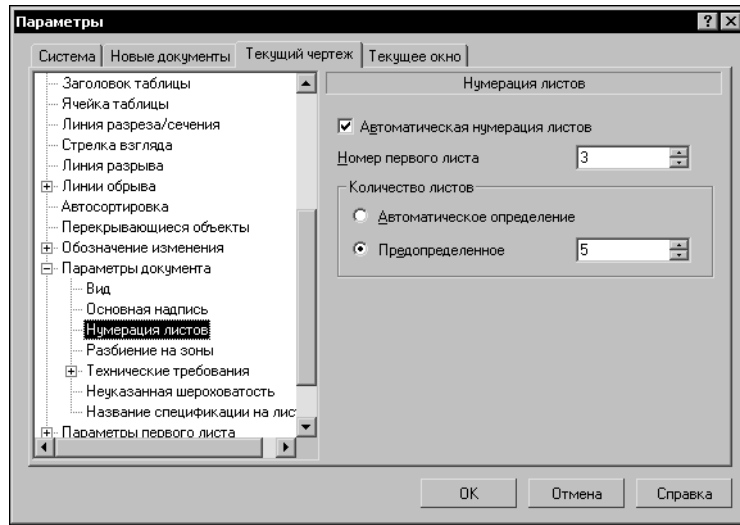 Параметры
Система Новые документы Текущий чертеж Текущее окно
Заголовок таблицы
Ячейка таблицы
Линия разреза/сечения
Стрелка взгляда
Линия разрыва
Линии обрыва
Автосортировка
Перекрывающиеся объекты
Обозначение изменения
Параметры документа
Вид
Основная надпись
Нумерация листов
Разбиение на зоны
Технические требования
Неуказанная шероховатость
Название спецификации на лис
Параметры первого листа
Нумерация листов
Автоматическая нумерация листов
Номер первого листа 3
Количество листов
Автоматическое определение
Предопределенное 5
OK Отмена Справка